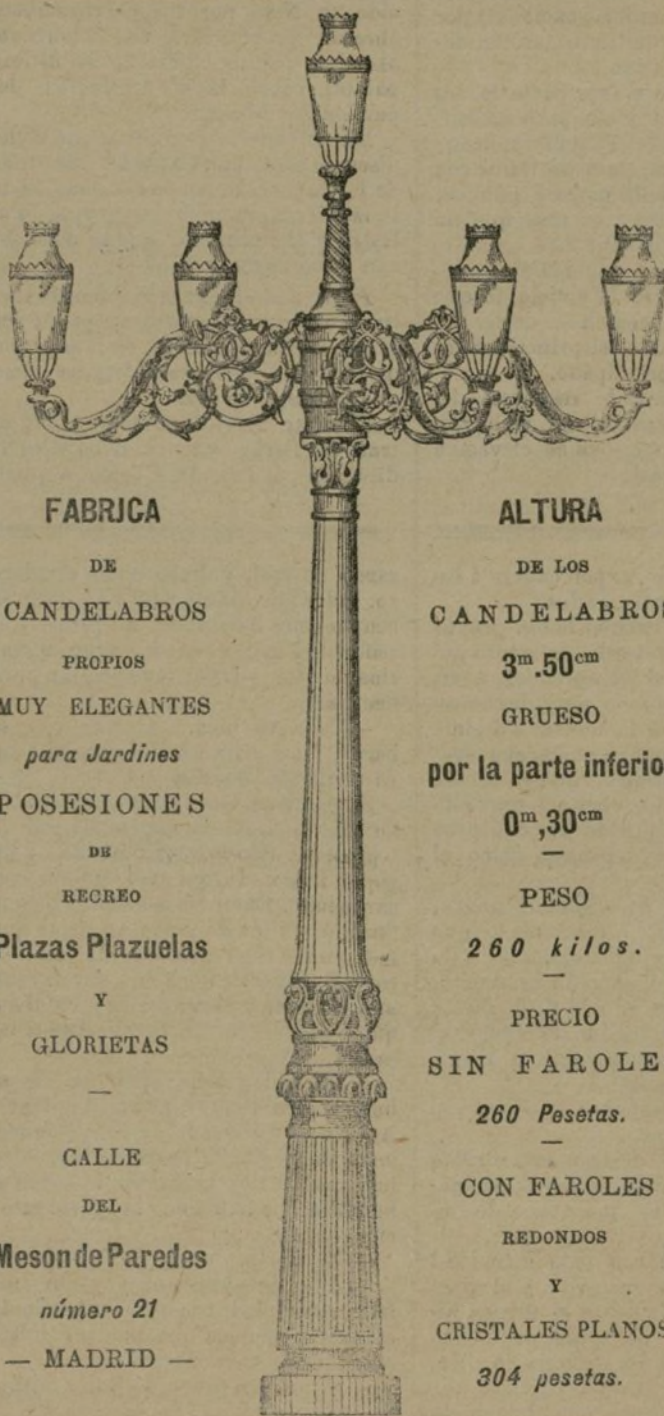 FABRICA
DE
CANDELABROS
PROPIOS
MUY ELEGANTES
para Jardines
POSESIONES
DE
RECREO
Plazas Plazuelas
Y
GLORIETAS
—
CALLE
DEL
Meson de Paredes
número 21
— MADRID —
ALTURA
DE LOS
CANDELABROS
3m.50cm
GRUESO
por la parte inferio
0m,30cm
—
PESO
260 kilos.
—
PRECIO
SIN FAROLE
260 Pesetas.
—
CON FAROLES
REDONDOS
Y
CRISTALES PLANOS
304 pesetas.